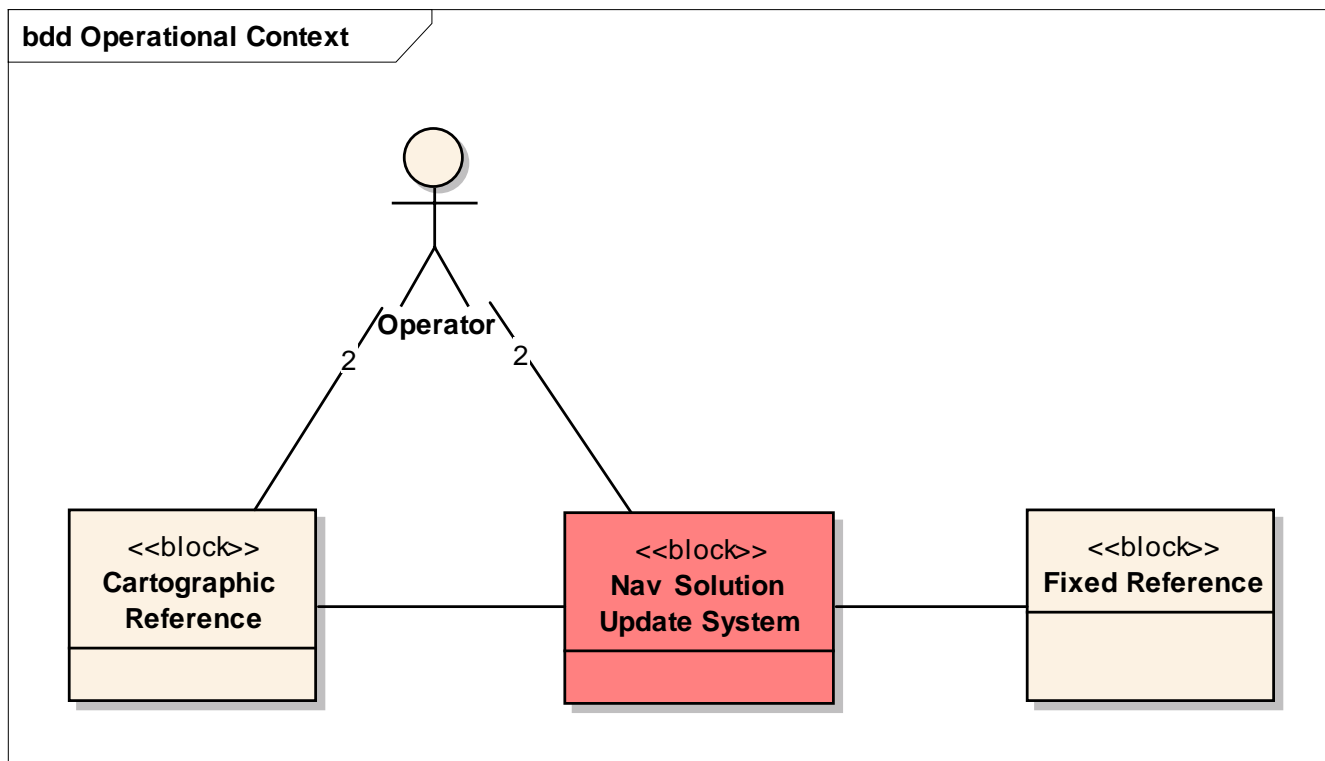 bdd Operational Context
Operator
2
2
<<block>>
Cartographic
Reference
<<block>>
Nav Solution
Update System
<<block>>
Fixed Reference